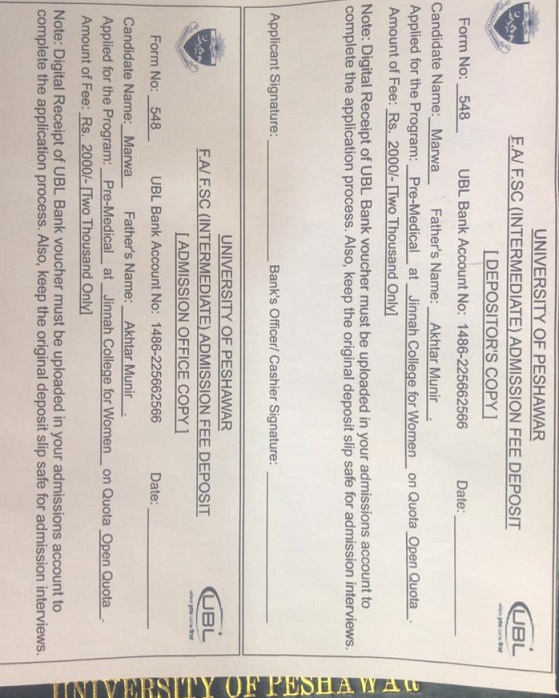 UNIVERSITY OF PESHAWAR
F.A/ F.SC (INTERMEDIATE) ADMISSION FEE DEPOSIT
[ DEPOSITOR'S COPY ]
UBL
where you come first
Form No: 548 UBL Bank Account No: 1486-225662566 Date:
Candidate Name: Marwa Father's Name: Akhtar Munir .
Applied for the Program: Pre-Medical at Jinnah College for Women on Quota Open Quota .
Amount of Fee: Rs. 2000/- [Two Thousand Only]
Note: Digital Receipt of UBL Bank voucher must be uploaded in your admissions account to
complete the application process. Also, keep the original deposit slip safe for admission interviews.
Applicant Signature: Bank's Officer/ Cashier Signature:
UNIVERSITY OF PESHAWAR
F.A/ F.SC (INTERMEDIATE) ADMISSION FEE DEPOSIT
[ ADMISSION OFFICE COPY ]
UBL
where you come first
Form No: 548 UBL Bank Account No: 1486-225662566 Date:
Candidate Name: Marwa Father's Name: Akhtar Munir .
Applied for the Program: Pre-Medical at Jinnah College for Women on Quota Open Quota .
Amount of Fee: Rs. 2000/- [Two Thousand Only]
Note: Digital Receipt of UBL Bank voucher must be uploaded in your admissions account to
complete the application process. Also, keep the original deposit slip safe for admission interviews.
UNIVERSITY OF PESHAWAR